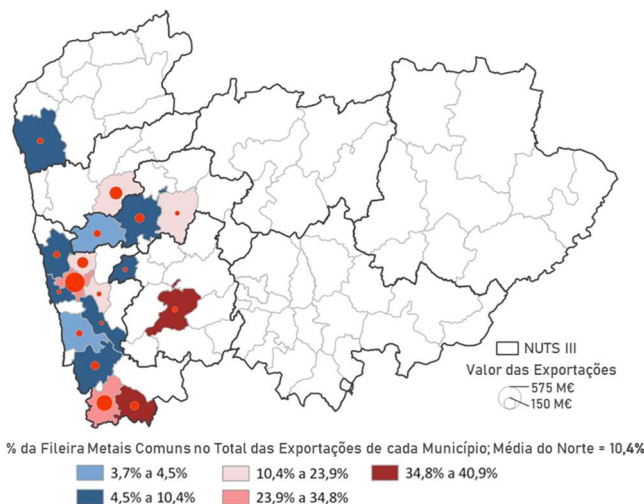 NUTS III
Valor das Exportações
575 M€
150 M€
% da Fileira Metais Comuns no Total das Exportações de cada Município; Média do Norte = 10,4%
3,7% a 4,5%
10,4% a 23,9%
34,8% a 40,9%
4,5% a 10,4%
23,9% a 34,8%